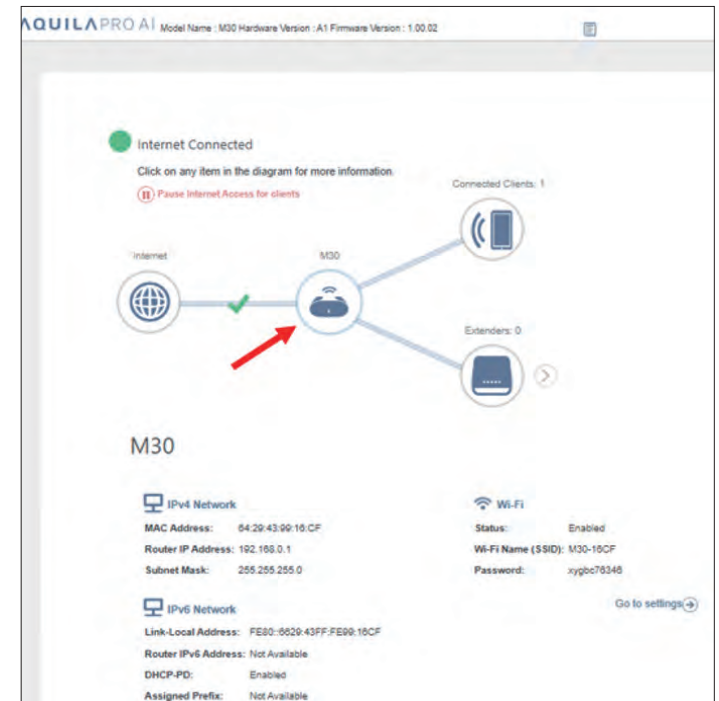 AQUILA PRO AI Model Name : M30 Hardware Version : A1 Firmware Version : 1.00.02
Internet Connected
Click on any item in the diagram for more information.
Pause Internet Access for clients
Connected Clients: 1
Internet
M30
Extenders: 0
M30
IPv4 Network
MAC Address: 64:29:43:99:16:CF
Router IP Address: 192.168.0.1
Subnet Mask: 255.255.255.0
Wi-Fi
Status: Enabled
Wi-Fi Name (SSID): M30-16CF
Password: xygbc76346
Go to settings
IPv6 Network
Link-Local Address: FE80::6629:43FF:FE99:16CF
Router IPv6 Address: Not Available
DHCP-PD: Enabled
Assigned Prefix: Not Available